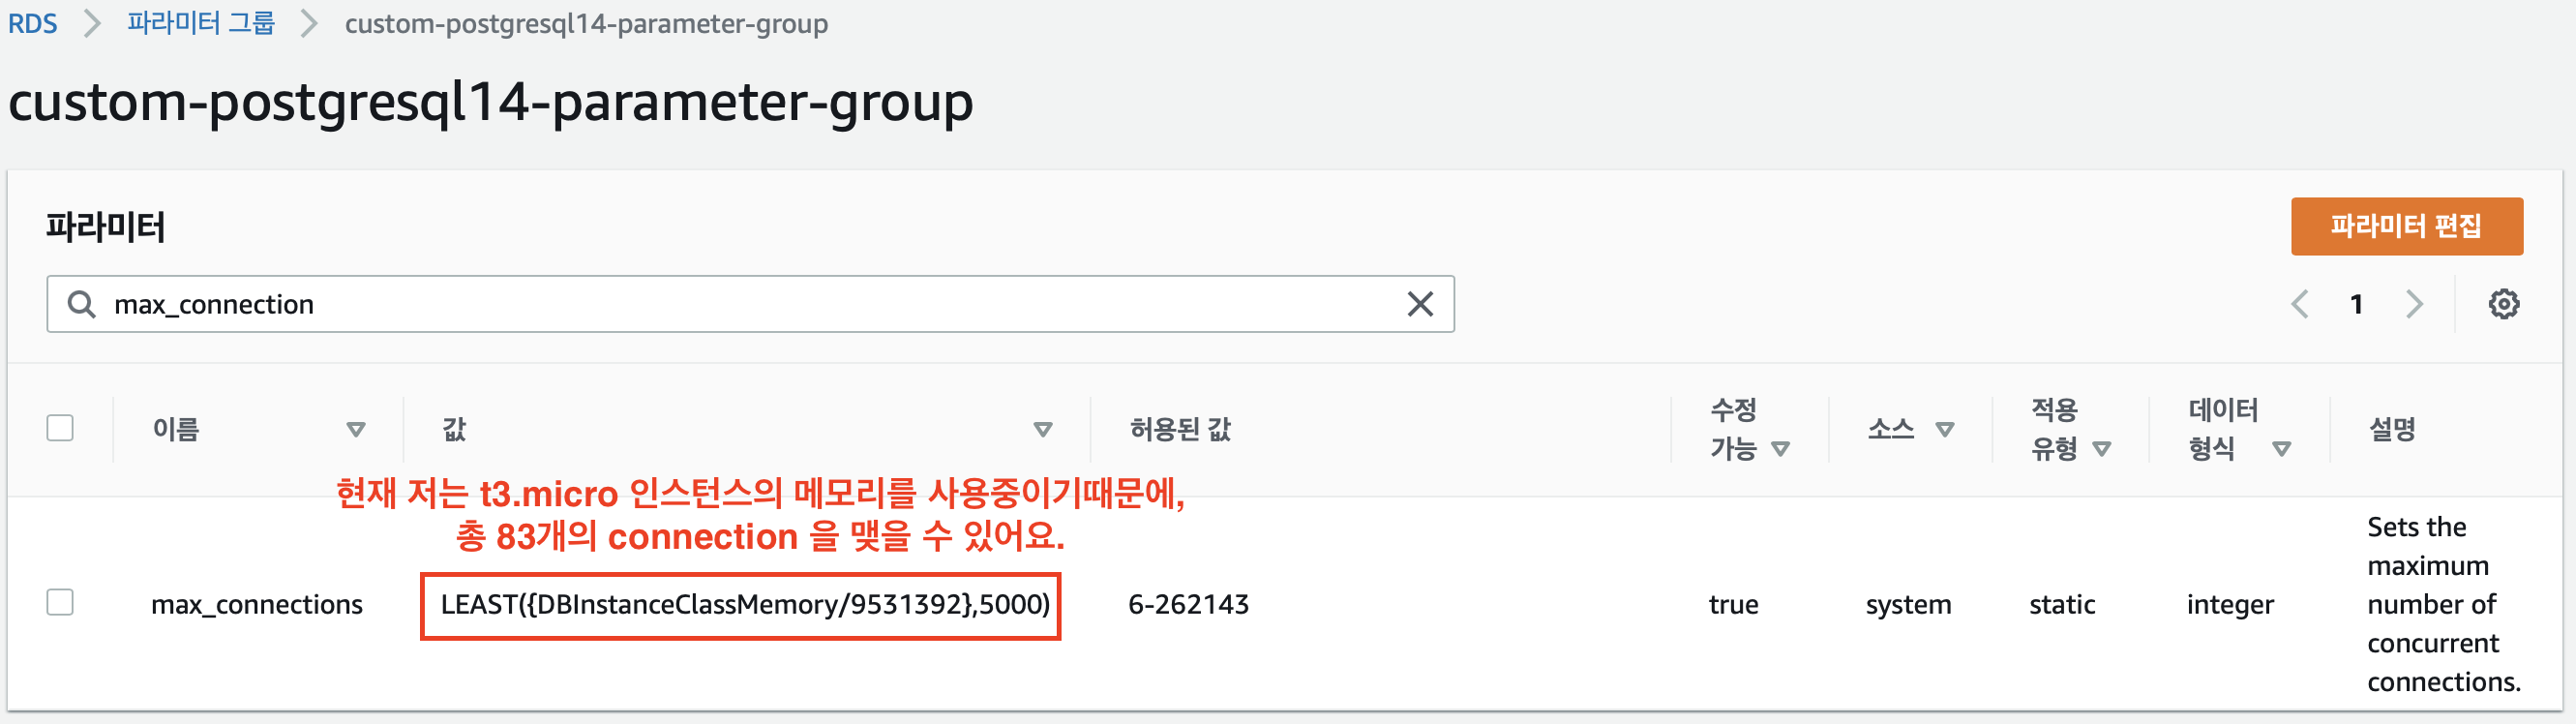 RDS > 파라미터 그룹 > custom-postgresql14-parameter-group
custom-postgresql14-parameter-group
파라미터
파라미터 편집
max_connection
1
이름 값 허용된 값 수정 가능 소스 적용 유형 데이터 형식 설명
현재 저는 t3.micro 인스턴스의 메모리를 사용중이기때문에,
총 83개의 connection 을 맺을 수 있어요.
max_connections LEAST({DBInstanceClassMemory/9531392},5000) 6-262143 true system static integer
Sets the
maximum
number of
concurrent
connections.